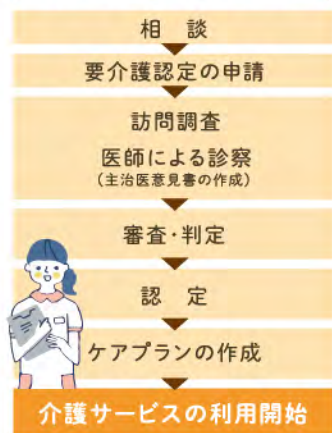 相　談
要介護認定の申請
訪問調査
医師による診察
（主治医意見書の作成）
審査・判定
認　定
ケアプランの作成
介護サービスの利用開始